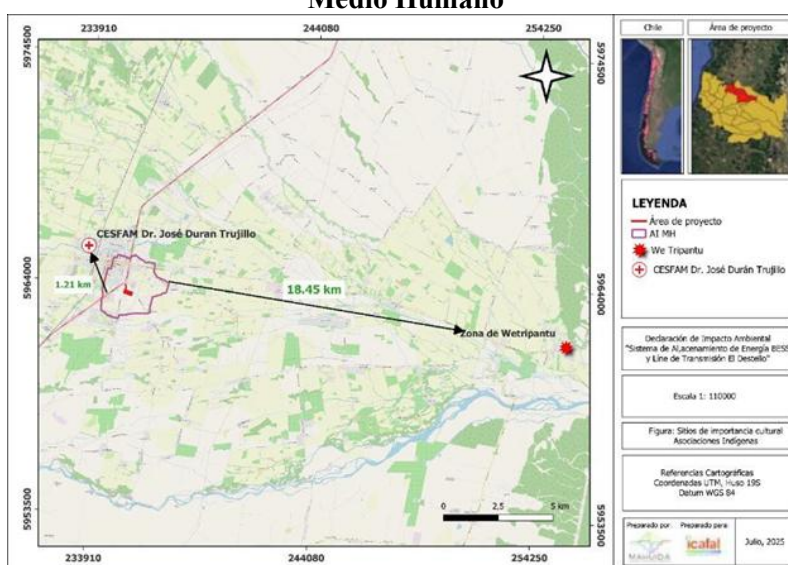 Medio Humano
233910
244080
254250
5974500
5974500
CESFAM Dr. José Duran Trujillo
1.21 km
18.45 km
Zona de Wetripantu
5964000
5964000
5953500
5953500
0
2.5
5 km
233910
244080
254250
Chile
Área de proyecto
LEYENDA
Área de proyecto
AI MH
We Tripantu
CESFAM Dr. José Durán Trujillo
Declaración de Impacto Ambiental
"Sistema de ALacenamiento de Energía BESS
y Line de Transmisión El Destello"
Escala 1: 110000
Figura: Sitios de importancia cultural
Asociaciones Indígenas
Referencias Cartográficas
Coordenadas UTM, Huso 19S
Datum WGS 84
Preparado por:
Preparado para:
MAHUIDA
icafal
Julio, 2025